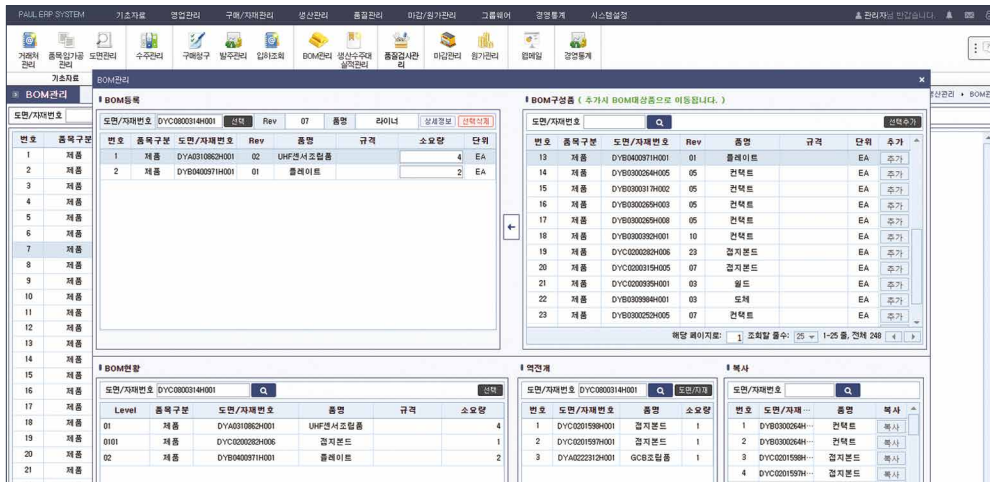 PAUL ERP SYSTEM 기초자료 영업관리 구매/자재관리 생산관리 품질관리 마감/원가관리 그룹웨어 경영통계 시스템설정 관리자님 반갑습니다.
거래처관리 품목입가공관리 도면관리 수주관리 구매청구 발주관리 입하조회 BOM관리 생산수주대실적관리 품질검사관리 마감관리 원가관리 웹메일 경영통계
기초자료
BOM관리
BOM관리 ×
생산관리 • BOM관
도면/자재번호
번호 품목구분
1 제품
2 제품
3 제품
4 제품
5 제품
6 제품
7 제품
8 제품
9 제품
10 제품
11 제품
12 제품
13 제품
14 제품
15 제품
16 제품
17 제품
18 제품
19 제품
20 제품
21 제품
BOM등록
도면/자재번호 DYC0800314H001 선택 Rev 07 품명 라이너 상세정보 선택삭제
번호 품목구분 도면/자재번호 Rev 품명 규격 소요량 단위
1 제품 DYA0310862H001 02 UHF센서조립품 4 EA
2 제품 DYB0400971H001 01 플레이트 2 EA
BOM구성품 ( 추가시 BOM대상품으로 이동됩니다. )
도면/자재번호 선택추가
번호 품목구분 도면/자재번호 Rev 품명 규격 단위 추가
13 제품 DYB0400971H001 01 플레이트 EA 추가
14 제품 DYB0300264H005 05 컨택트 EA 추가
15 제품 DYB0300317H002 05 컨택트 EA 추가
16 제품 DYB0300265H003 05 컨택트 EA 추가
17 제품 DYB0300265H008 05 컨택트 EA 추가
18 제품 DYB0300392H001 10 컨택트 EA 추가
19 제품 DYC0200282H006 23 접지본드 EA 추가
20 제품 DYC0200315H005 07 접지본드 EA 추가
21 제품 DYC0200935H001 03 쉴드 EA 추가
22 제품 DYB0309984H001 03 도체 EA 추가
23 제품 DYB0300252H005 07 컨택트 EA 추가
해당 페이지로: 1 조회할 줄수: 25 1-25 줄, 전체 248
BOM현황
도면/자재번호 DYC0800314H001 선택
Level 품목구분 도면/자재번호 품명 규격 소요량
01 제품 DYA0310862H001 UHF센서조립품 4
0101 제품 DYC0200282H006 접지본드 1
02 제품 DYB0400971H001 플레이트 2
역전개
도면/자재번호 DYC0800314H001 도면/자재
번호 도면/자재번호 품명 소요량
1 DYC0201598H001 접지본드 1
2 DYC0201597H001 접지본드 1
3 DYA0222312H001 GCB조립품 1
복사
도면/자재번호
번호 도면/자재··· 품명 복사
1 DYB0300264H··· 컨택트 복사
2 DYB0300264H··· 컨택트 복사
3 DYC0201598H··· 접지본드 복사
4 DYC0201597H··· 접지본드 복사